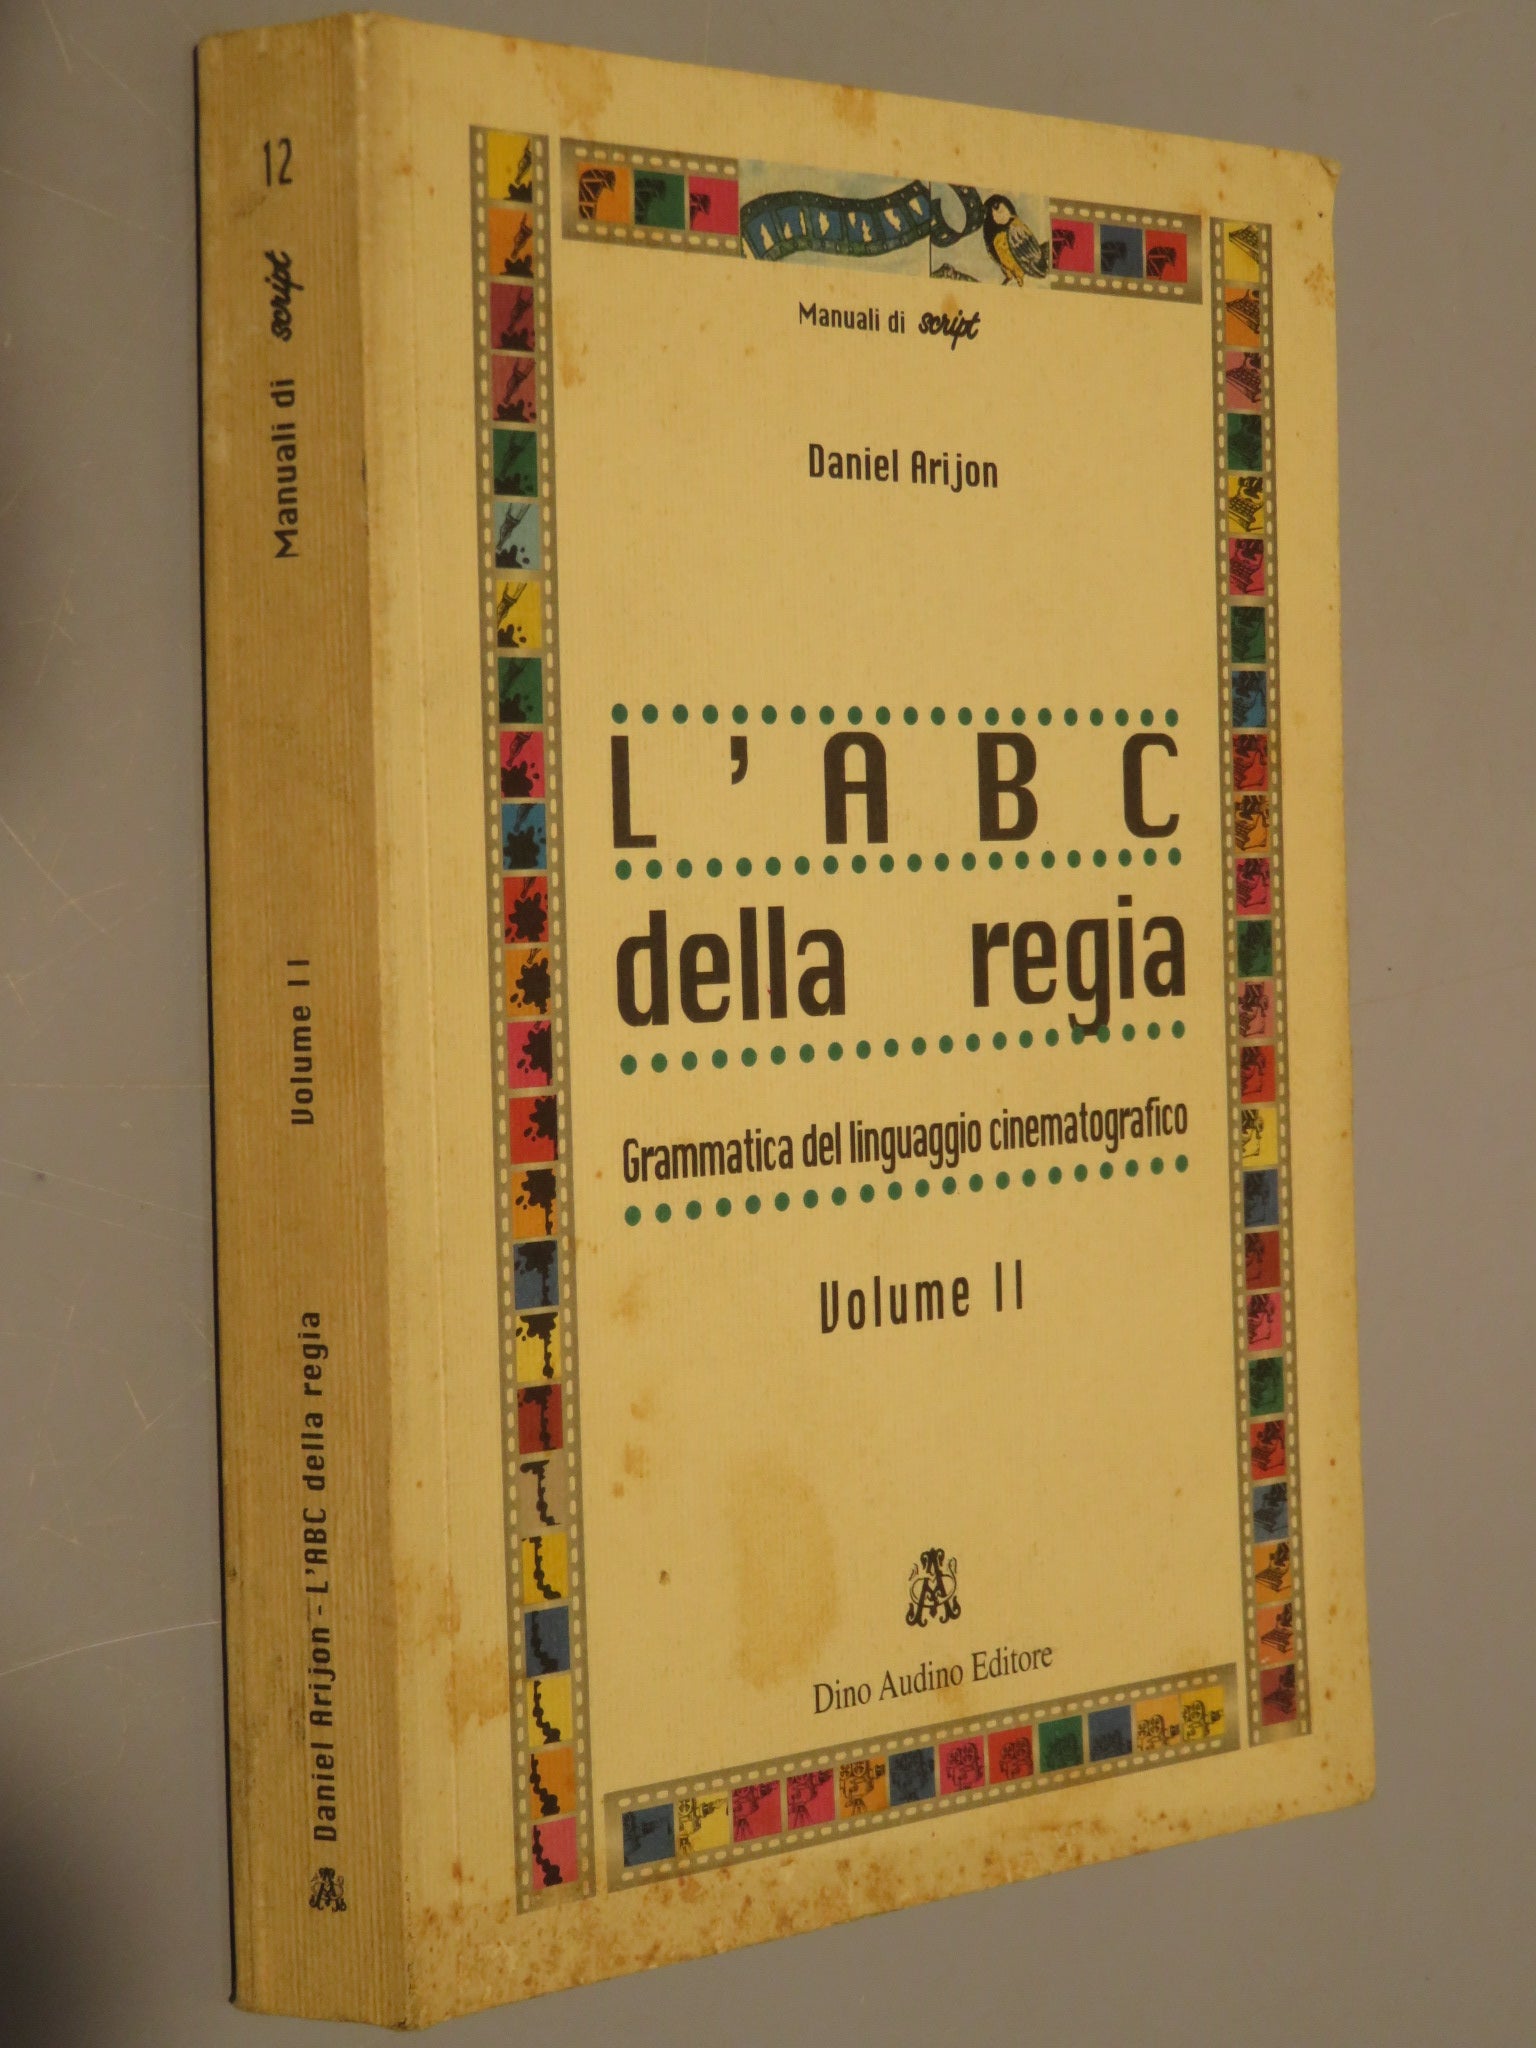 12
Manuali di script
Volume II
Daniel Arijon - L'ABC della regia
Manuali di script
Daniel Arijon
L'ABC
della regia
Grammatica del linguaggio cinematografico
Volume II
Dino Audino Editore